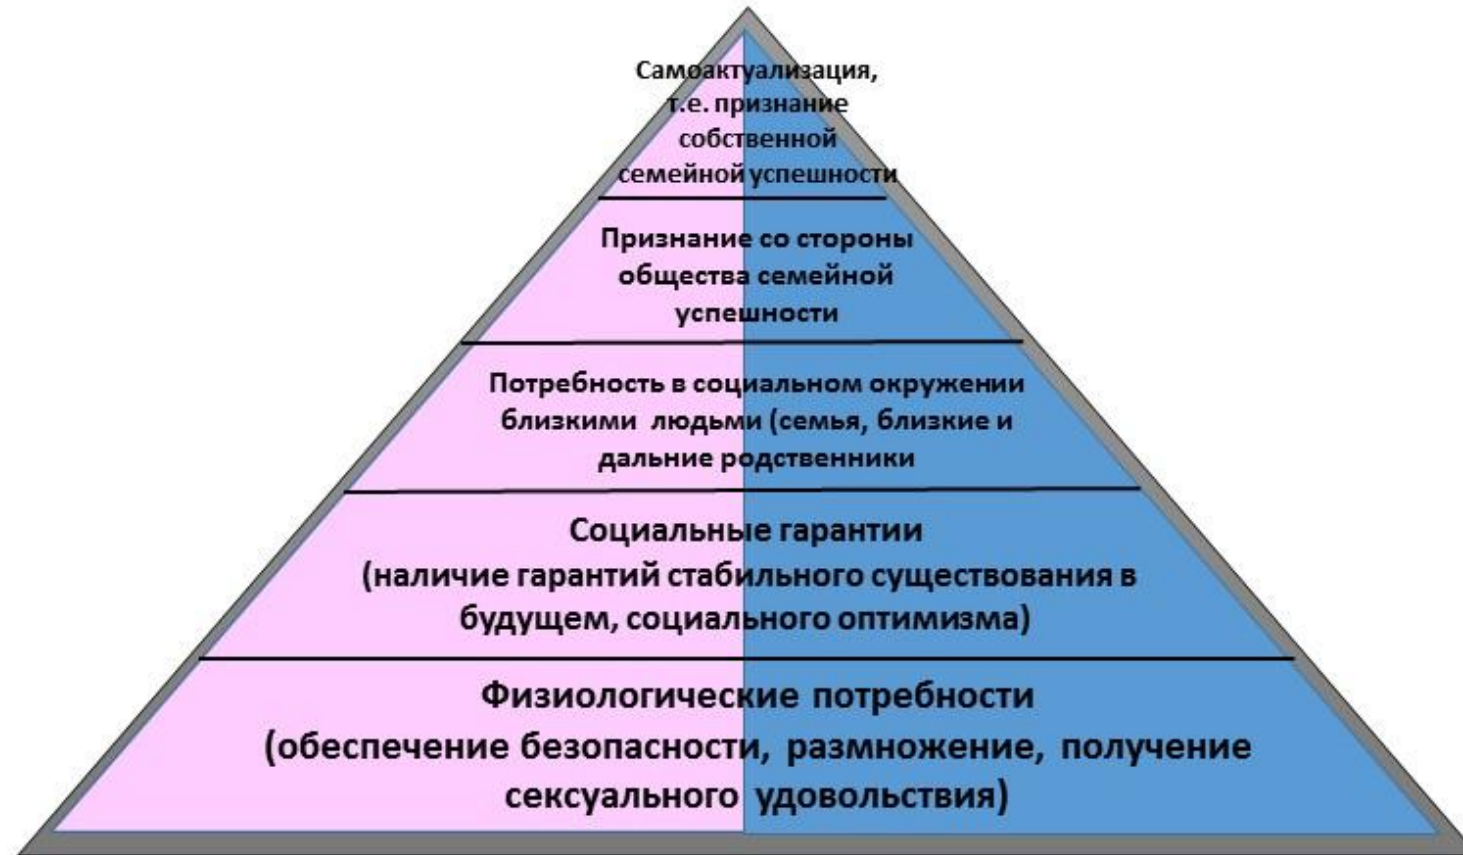 Самоактуализация,
т.е. признание
собственной
семейной успешности
Признание со стороны
общества семейной
успешности
Потребность в социальном окружении
близкими людьми (семья, близкие и
дальние родственники
Социальные гарантии
(наличие гарантий стабильного существования в
будущем, социального оптимизма)
Физиологические потребности
(обеспечение безопасности, размножение, получение
сексуального удовольствия)